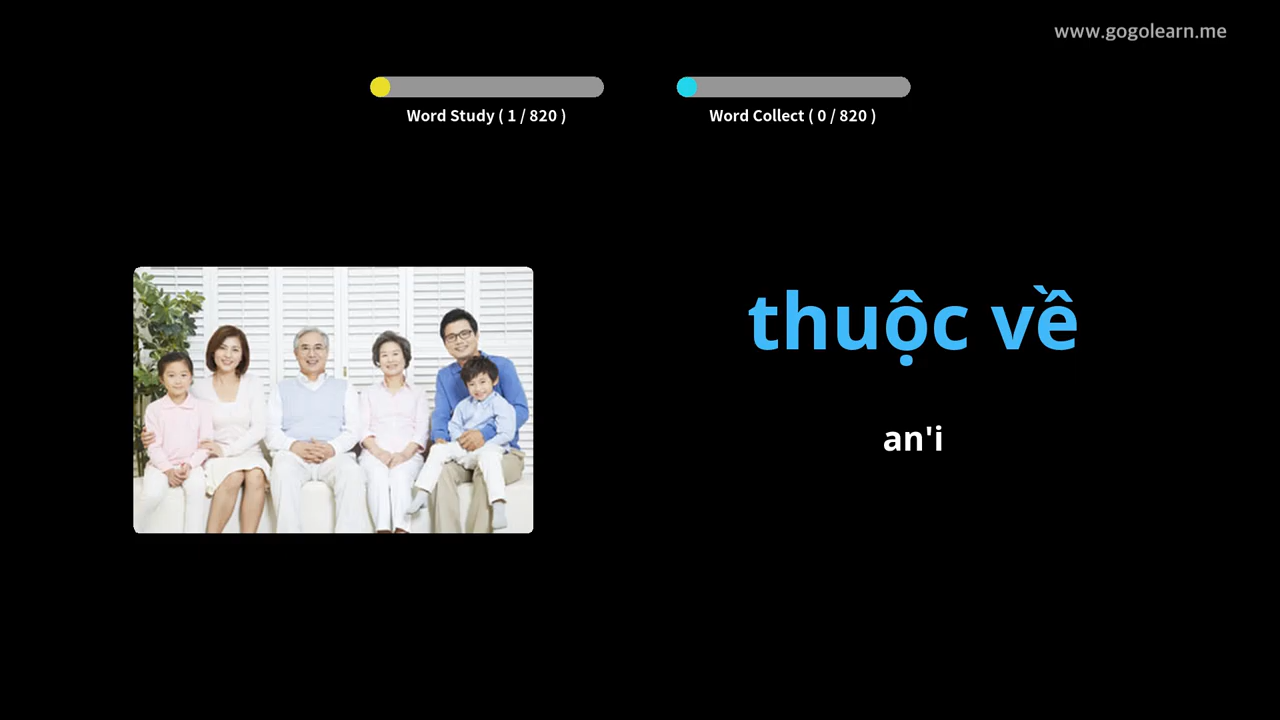 www.gogolearn.me
Word Study ( 1 / 820 )
Word Collect ( 0 / 820 )
thuộc về
an'i